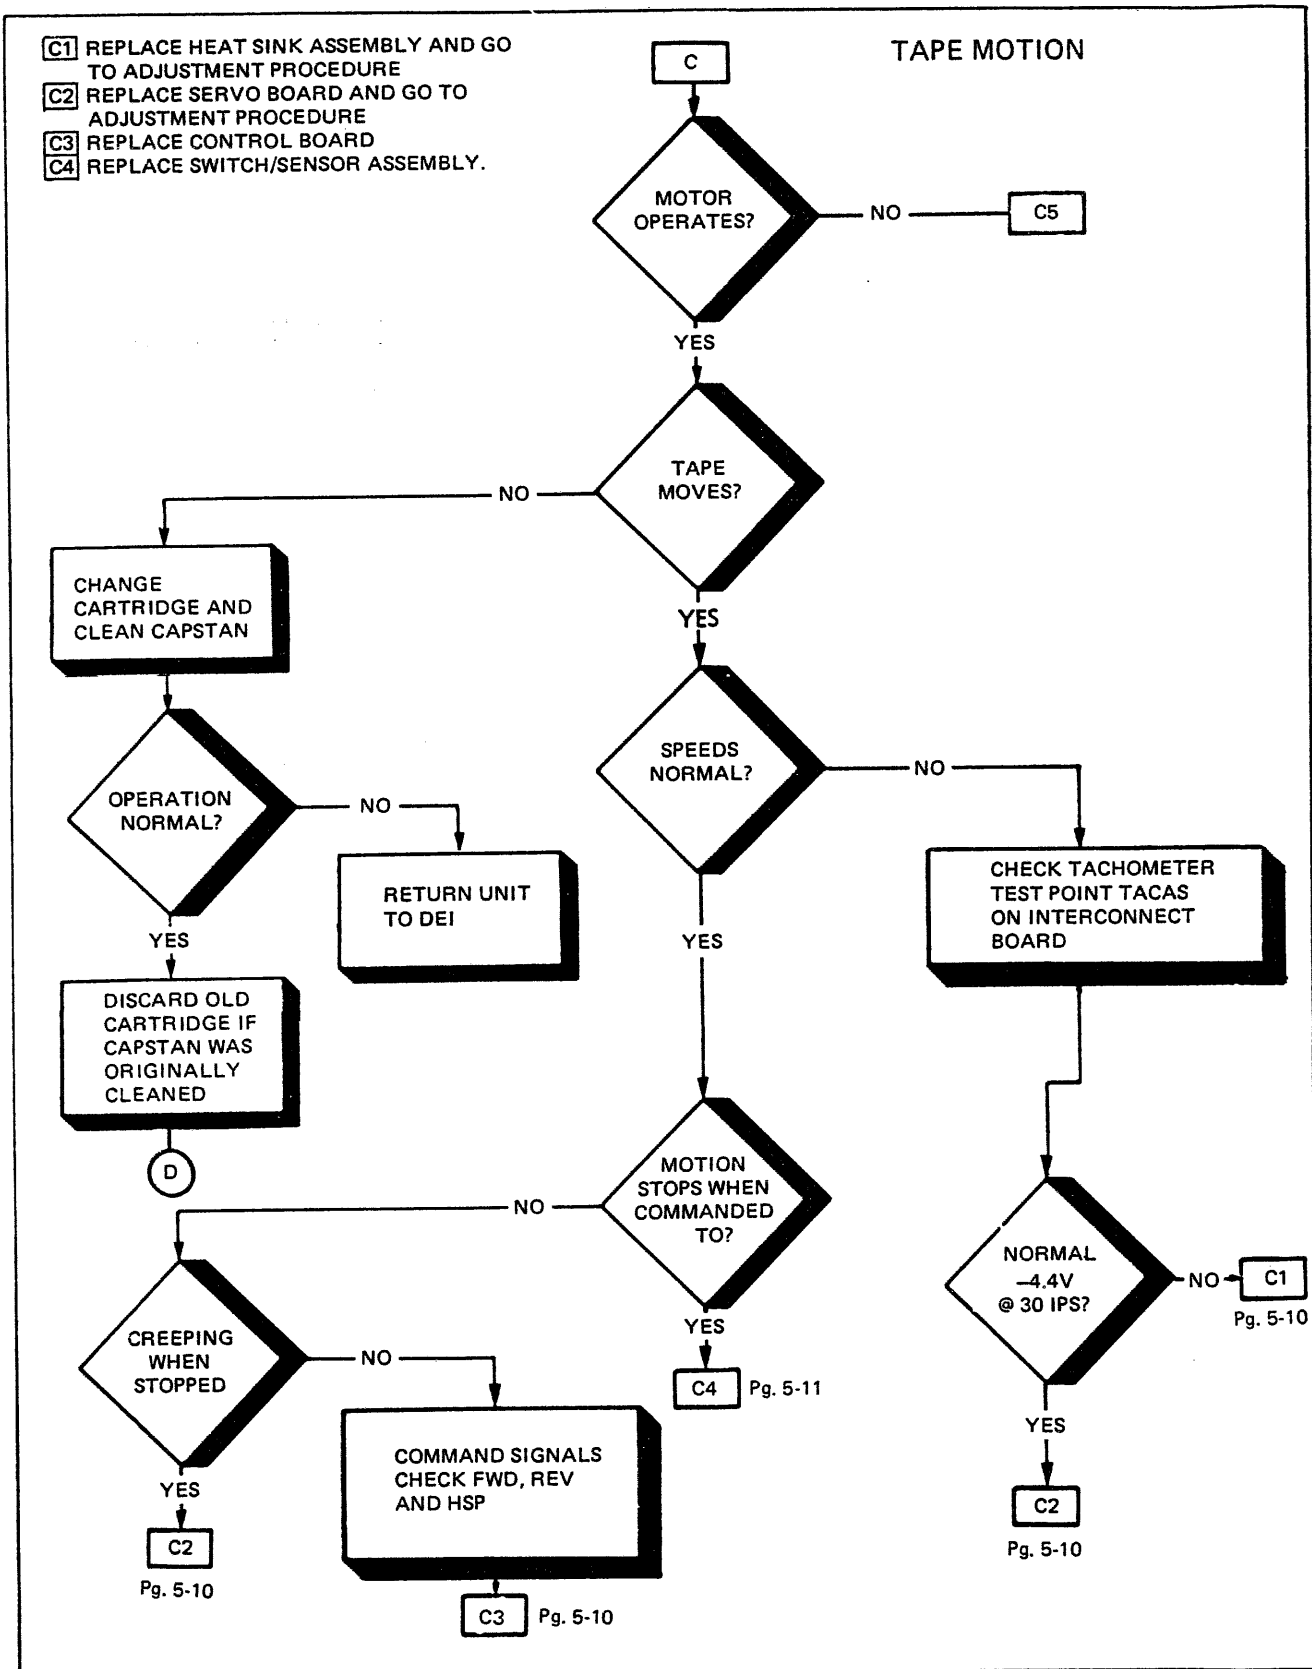 C1 REPLACE HEAT SINK ASSEMBLY AND GO
TO ADJUSTMENT PROCEDURE
C2 REPLACE SERVO BOARD AND GO TO
ADJUSTMENT PROCEDURE
C3 REPLACE CONTROL BOARD
C4 REPLACE SWITCH/SENSOR ASSEMBLY.
TAPE MOTION
C
MOTOR
OPERATES?
NO
C5
YES
TAPE
MOVES?
NO
CHANGE
CARTRIDGE AND
CLEAN CAPSTAN
YES
OPERATION
NORMAL?
NO
RETURN UNIT
TO DEI
YES
DISCARD OLD
CARTRIDGE IF
CAPSTAN WAS
ORIGINALLY
CLEANED
D
SPEEDS
NORMAL?
NO
CHECK TACHOMETER
TEST POINT TACAS
ON INTERCONNECT
BOARD
YES
MOTION
STOPS WHEN
COMMANDED
TO?
NO
NORMAL
–4.4V
@ 30 IPS?
NO
C1
Pg. 5-10
YES
C2
Pg. 5-10
YES
C4
Pg. 5-11
CREEPING
WHEN
STOPPED
NO
COMMAND SIGNALS
CHECK FWD, REV
AND HSP
C3
Pg. 5-10
YES
C2
Pg. 5-10